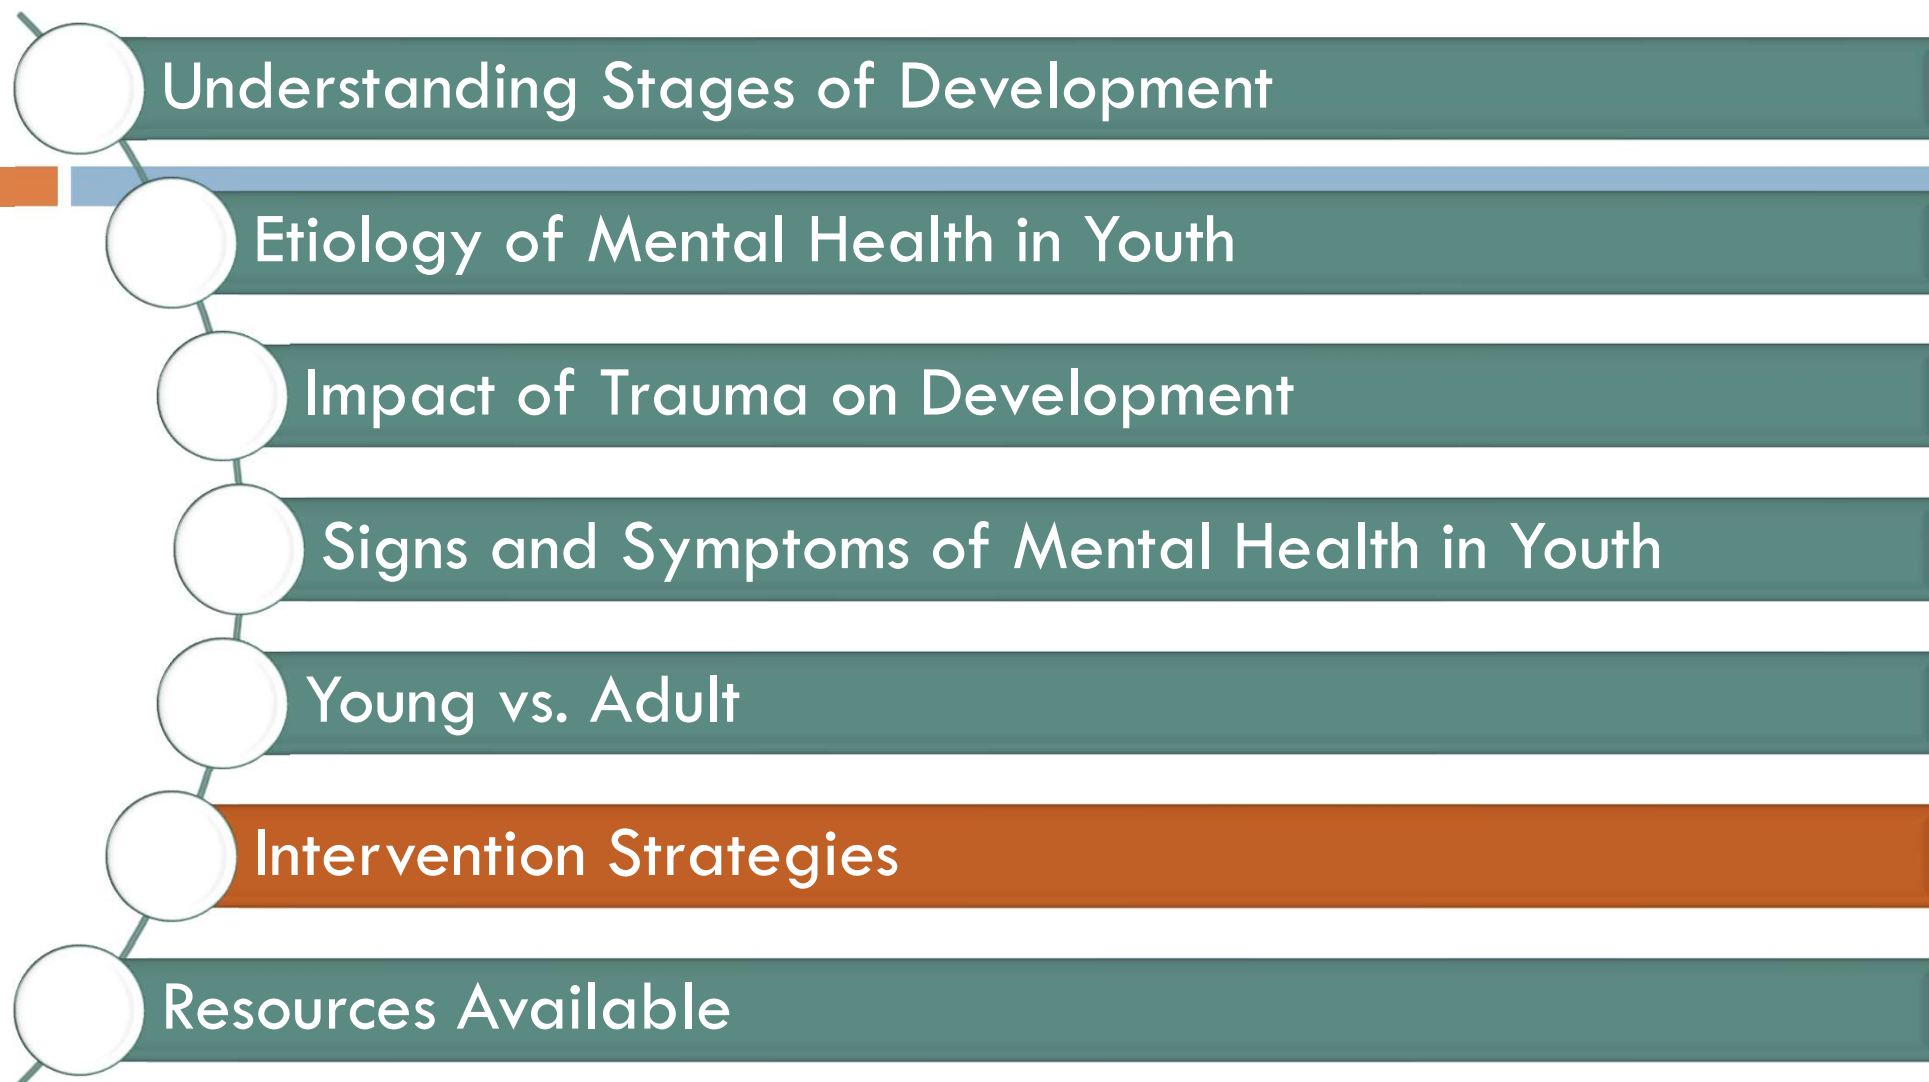 Understanding Stages of Development
Etiology of Mental Health in Youth
Impact of Trauma on Development
Signs and Symptoms of Mental Health in Youth
Young vs. Adult
Intervention Strategies
Resources Available